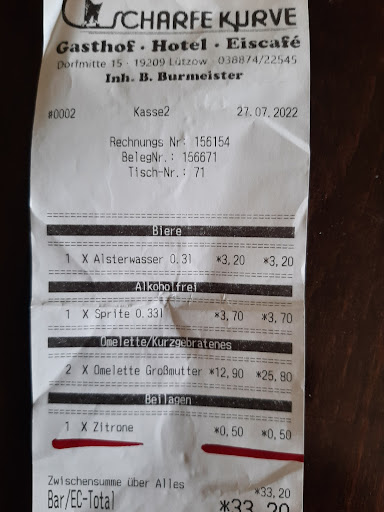 SCHARFE KURVE
Gasthof · Hotel · Eiscafé
Dorfmitte 15 · 19209 Lützow · 038874/22545
Inh. B. Burmeister
#0002 Kasse2 27.07.2022
Rechnungs Nr: 156154
BelegNr.: 156671
Tisch-Nr.: 71
Biere
1 X Alsterwasser 0.3l *3,20 *3,20
Alkoholfrei
1 X Sprite 0.33l *3,70 *3,70
Omelette/Kurzgebratenes
2 X Omelette Großmutter *12,90 *25,80
Beilagen
1 X Zitrone *0,50 *0,50
Zwischensumme über Alles *33,20
Bar/EC-Total *33,20